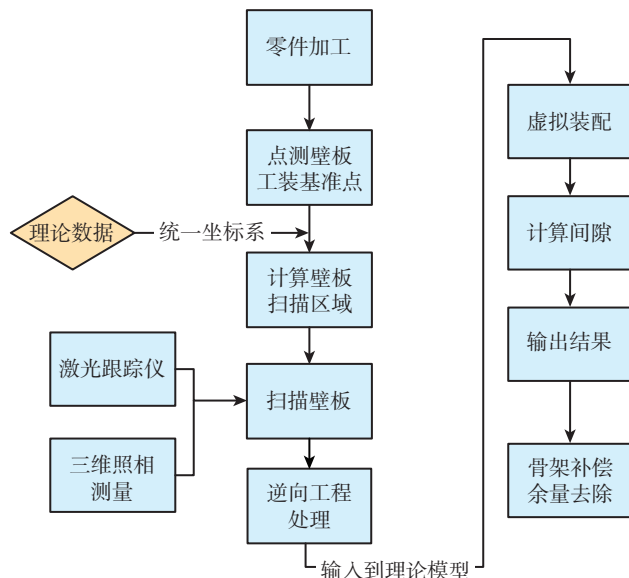 零件加工
点测壁板
工装基准点
理论数据
统一坐标系
计算壁板
扫描区域
激光跟踪仪
三维照相
测量
扫描壁板
逆向工程
处理
输入到理论模型
虚拟装配
计算间隙
输出结果
骨架补偿
余量去除